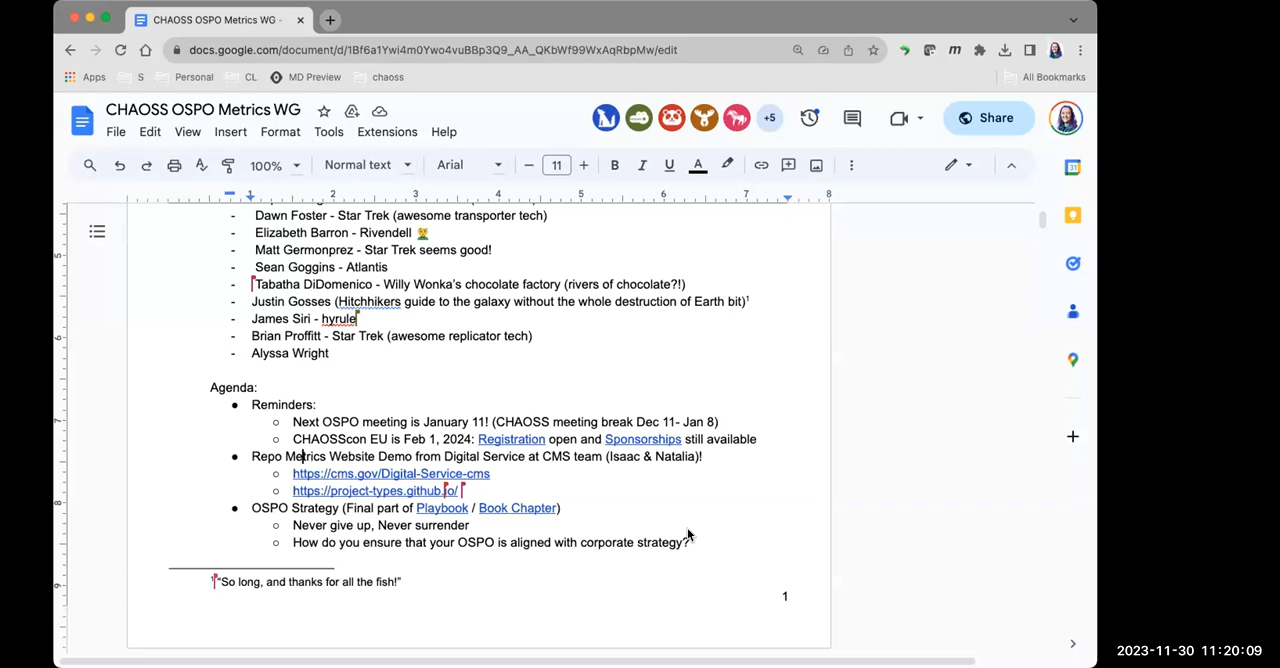 CHAOSS OSPO Metrics WG -
docs.google.com/document/d/1Bf6a1Ywi4m0Ywo4vuBBp3Q9_AA_QKbWf99WxAqRbpMw/edit
Apps S Personal CL MD Preview chaoss All Bookmarks
CHAOSS OSPO Metrics WG
+5 Share
File Edit View Insert Format Tools Extensions Help
100% Normal text Arial 11 B I U A
1 2 3 4 5 6 7 8
- Dawn Foster - Star Trek (awesome transporter tech)
- Elizabeth Barron - Rivendell
- Matt Germonprez - Star Trek seems good!
- Sean Goggins - Atlantis
- Tabatha DiDomenico - Willy Wonka's chocolate factory (rivers of chocolate?!)
- Justin Gosses (Hitchhikers guide to the galaxy without the whole destruction of Earth bit)¹
- James Siri - hyrule
- Brian Proffitt - Star Trek (awesome replicator tech)
- Alyssa Wright
Agenda:
● Reminders:
○ Next OSPO meeting is January 11! (CHAOSS meeting break Dec 11- Jan 8)
○ CHAOSScon EU is Feb 1, 2024: Registration open and Sponsorships still available
● Repo Metrics Website Demo from Digital Service at CMS team (Isaac & Natalia)!
○ https://cms.gov/Digital-Service-cms
○ https://project-types.github.io/
● OSPO Strategy (Final part of Playbook / Book Chapter)
○ Never give up, Never surrender
○ How do you ensure that your OSPO is aligned with corporate strategy?
¹ "So long, and thanks for all the fish!"
1
2023-11-30 11:20:09